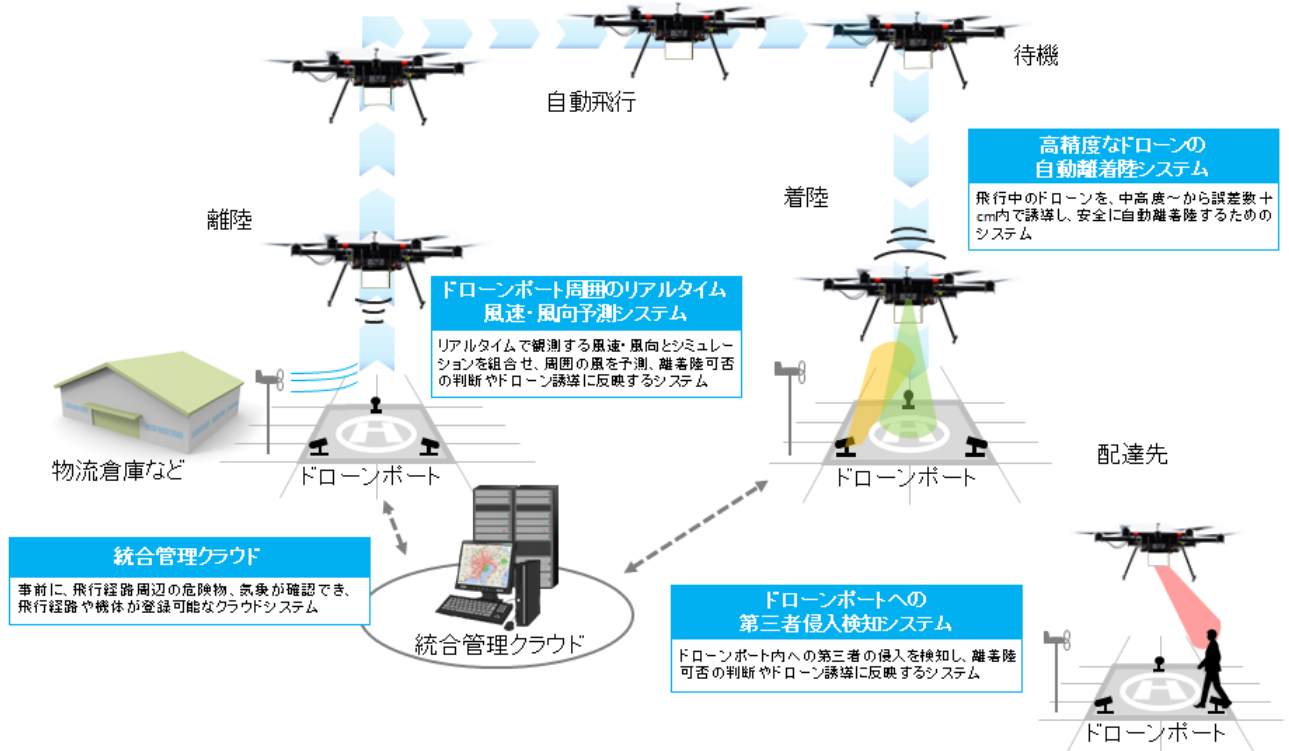 待機
自動飛行
高精度なドローンの
自動離着陸システム
飛行中のドローンを、中高度～から誤差数十
cm内で誘導し、安全に自動離着陸するための
システム
離陸
着陸
ドローンポート周囲のリアルタイム
風速・風向予測システム
リアルタイムで観測する風速・風向とシミュレー
ションを組合せ、周囲の風を予測、離着陸可否
の判断やドローン誘導に反映するシステム
物流倉庫など
ドローンポート
ドローンポート
配達先
統合管理クラウド
事前に、飛行経路周辺の危険物、気象が確認でき、
飛行経路や機体が登録可能なクラウドシステム
統合管理クラウド
ドローンポートへの
第三者侵入検知システム
ドローンポート内への第三者の侵入を検知し、離着陸
可否の判断やドローン誘導に反映するシステム
ドローンポート